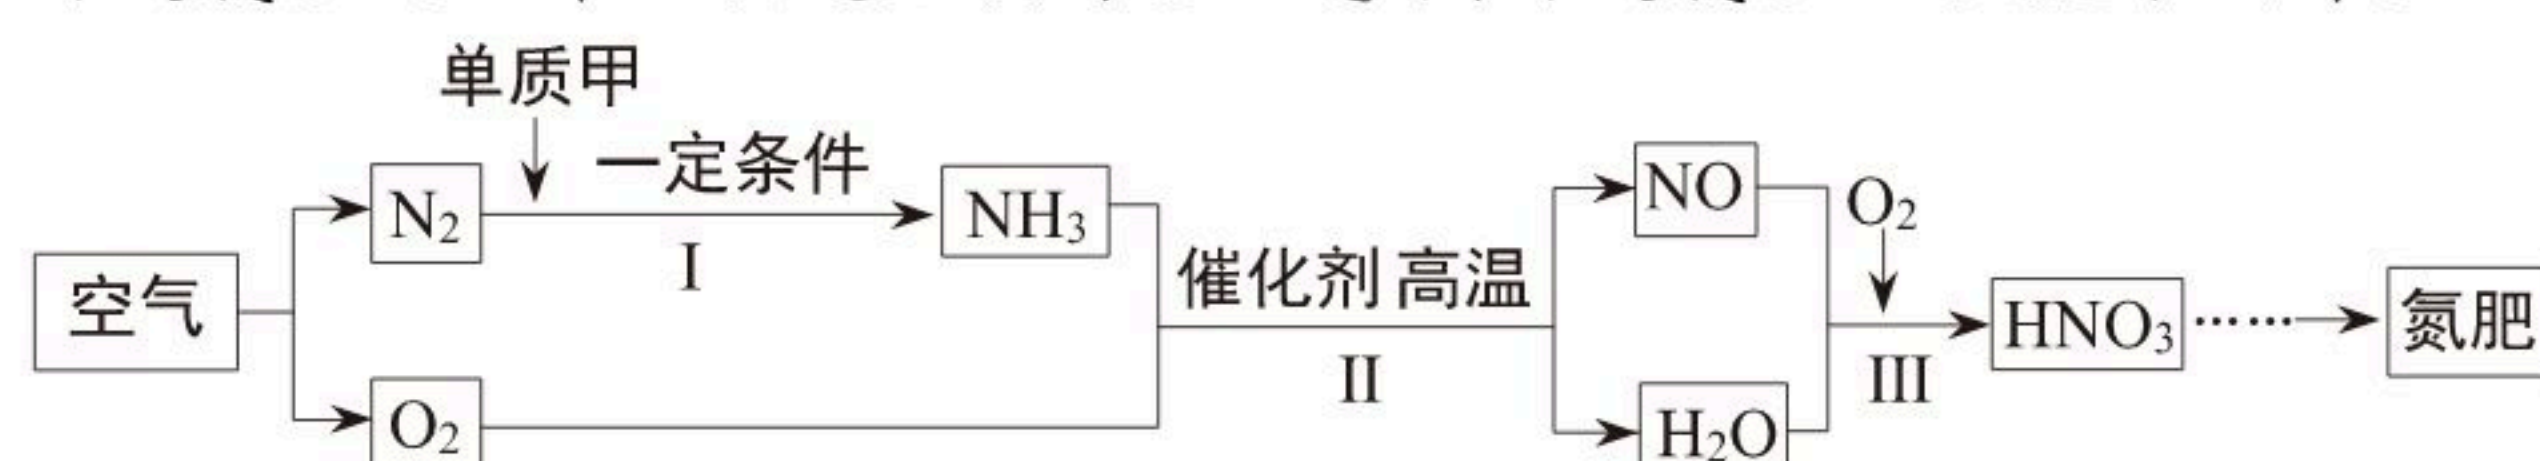 单质甲
一定条件
N₂
NH₃
I
空气
O₂
催化剂 高温
II
NO
H₂O
O₂
III
HNO₃
……
氮肥